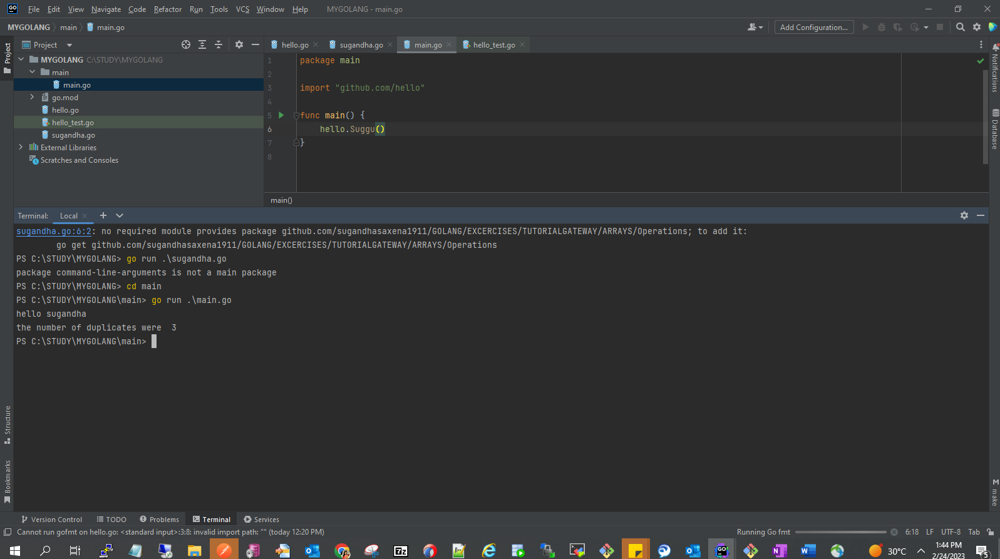 GO File Edit View Navigate Code Refactor Run Tools VCS Window Help MYGOLANG - main.go
MYGOLANG main main.go Add Configuration...
Project
Project
hello.go sugandha.go main.go hello_test.go
MYGOLANG C:\STUDY\MYGOLANG
main
main.go
go.mod
hello.go
hello_test.go
sugandha.go
External Libraries
Scratches and Consoles
1 package main
2
3 import "github.com/hello"
4
5 func main() {
6 hello.Suggu()
7 }
8
main()
Notifications
Database
Terminal: Local
sugandha.go:6:2: no required module provides package github.com/sugandhasaxena1911/GOLANG/EXCERCISES/TUTORIALGATEWAY/ARRAYS/Operations; to add it:
go get github.com/sugandhasaxena1911/GOLANG/EXCERCISES/TUTORIALGATEWAY/ARRAYS/Operations
PS C:\STUDY\MYGOLANG> go run .\sugandha.go
package command-line-arguments is not a main package
PS C:\STUDY\MYGOLANG> cd main
PS C:\STUDY\MYGOLANG\main> go run .\main.go
hello sugandha
the number of duplicates were  3
PS C:\STUDY\MYGOLANG\main>
Structure
Bookmarks
M make
Version Control TODO Problems Terminal Services
Cannot run gofmt on hello.go: <standard input>:3:8: invalid import path: "" (today 12:20 PM) Running Go fmt 6:18 LF UTF-8 Tab
7z GO N W 30°C 1:44 PM
2/24/2023 5